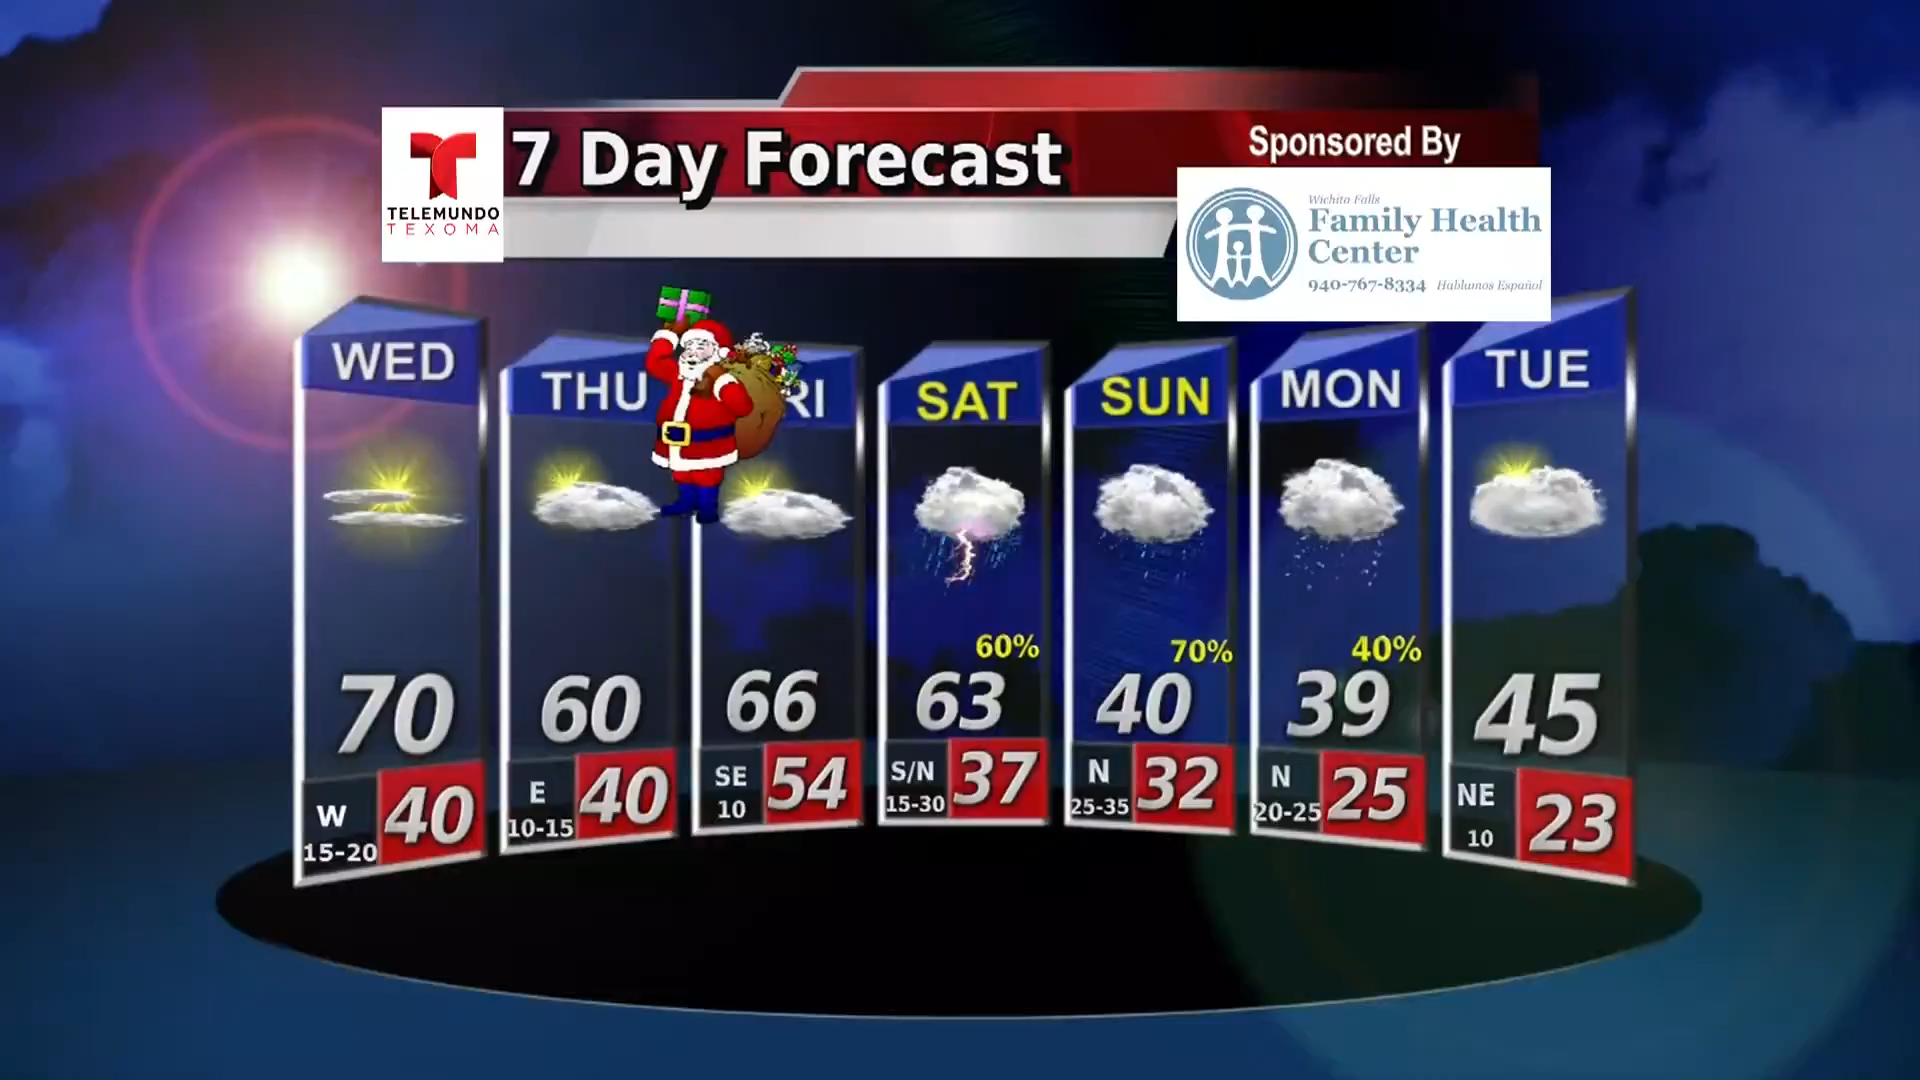 7 Day Forecast
Sponsored By
TELEMUNDO
TEXOMA
Wichita Falls
Family Health
Center
940-767-8334 Hablamos Español
WED
70
W
15-20
40
THU
60
E
10-15
40
RI
66
SE
10
54
SAT
60%
63
S/N
15-30
37
SUN
70%
40
N
25-35
32
MON
40%
39
N
20-25
25
TUE
45
NE
10
23